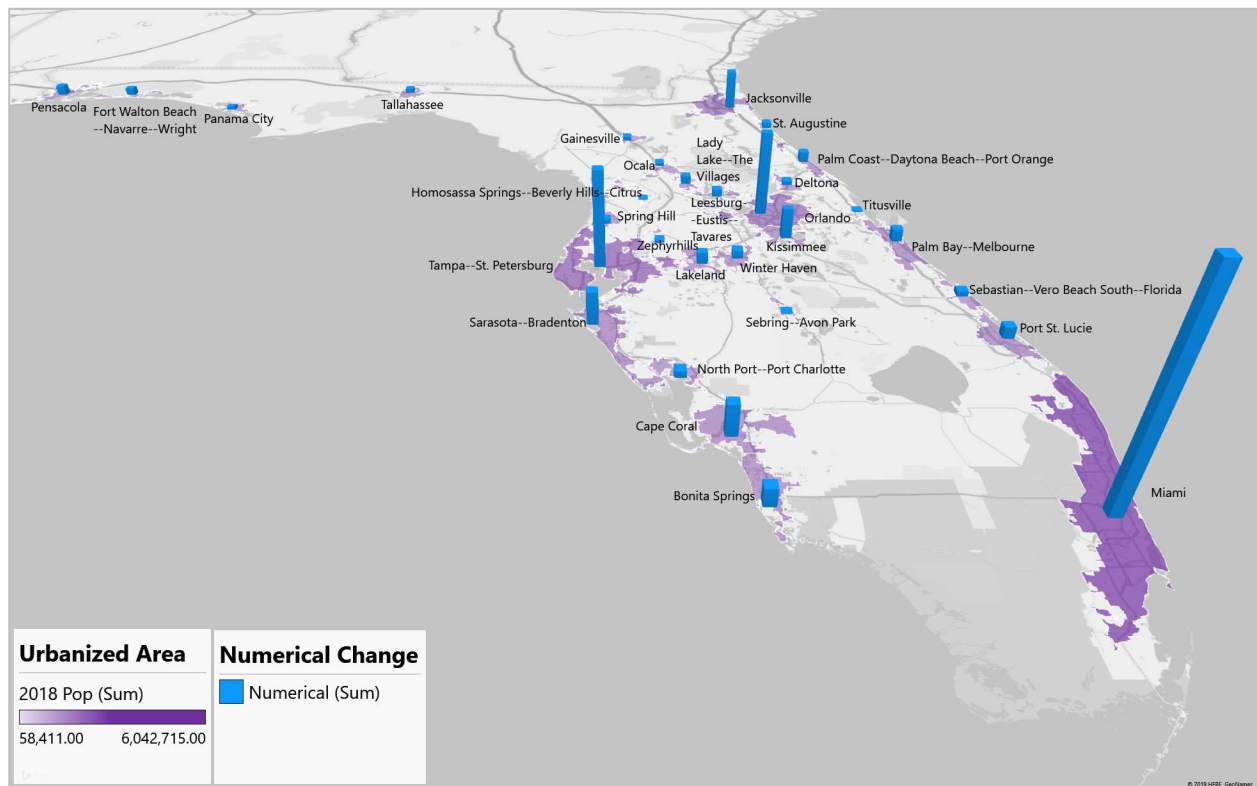 Jacksonville
Pensacola
Fort Walton Beach
--Navarre--Wright
Panama City
Tallahassee
St. Augustine
Gainesville
Lady
Lake--The
Villages
Palm Coast--Daytona Beach--Port Orange
Ocala
Deltona
Homosassa Springs--Beverly Hills--Citrus
Leesburg-
-Eustis--
Tavares
Titusville
Spring Hill
Orlando
Zephyrhills
Kissimmee
Palm Bay--Melbourne
Tampa--St. Petersburg
Lakeland
Winter Haven
Sebastian--Vero Beach South--Florida
Sarasota--Bradenton
Sebring--Avon Park
Port St. Lucie
North Port--Port Charlotte
Cape Coral
Bonita Springs
Miami
Urbanized Area
2018 Pop (Sum)
58,411.00 6,042,715.00
Numerical Change
Numerical (Sum)
© 2019 HERE, GeoNames